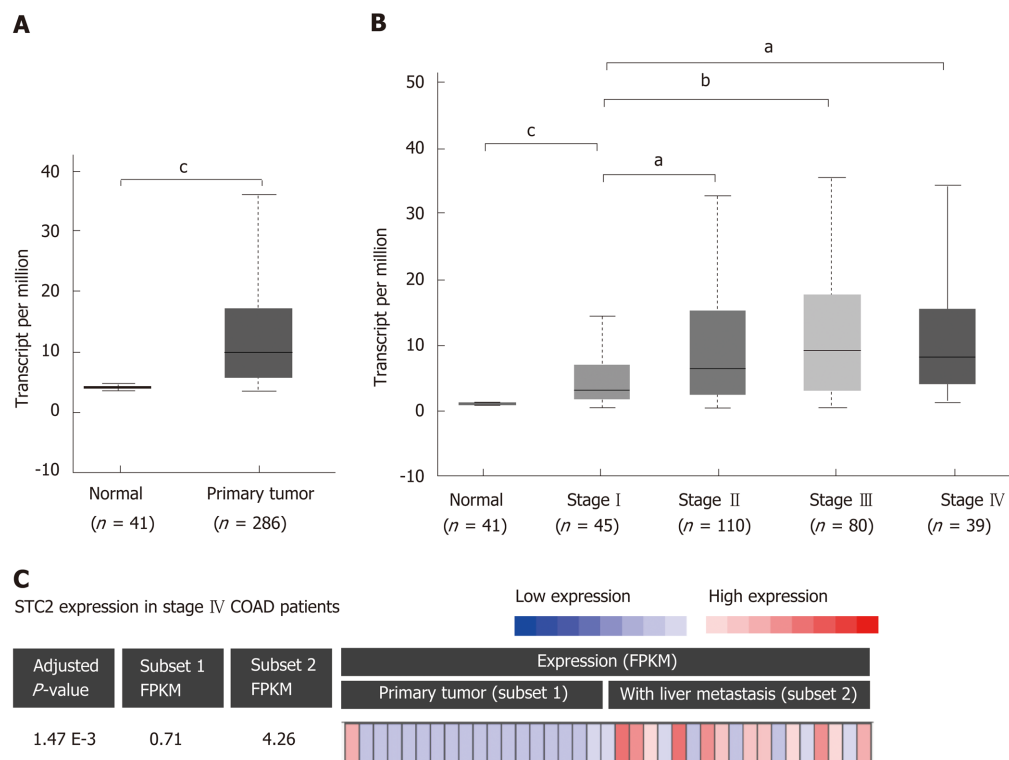 A
c
40
30
20
10
0
-10
Transcript per million
Normal
(n = 41)
Primary tumor
(n = 286)
B
a
b
c
a
50
40
30
20
10
0
-10
Transcript per million
Normal
(n = 41)
Stage Ⅰ
(n = 45)
Stage Ⅱ
(n = 110)
Stage Ⅲ
(n = 80)
Stage Ⅳ
(n = 39)
C
STC2 expression in stage Ⅳ COAD patients
Low expression
High expression
Adjusted
P-value
Subset 1
FPKM
Subset 2
FPKM
Expression (FPKM)
Primary tumor (subset 1)
With liver metastasis (subset 2)
1.47 E-3
0.71
4.26